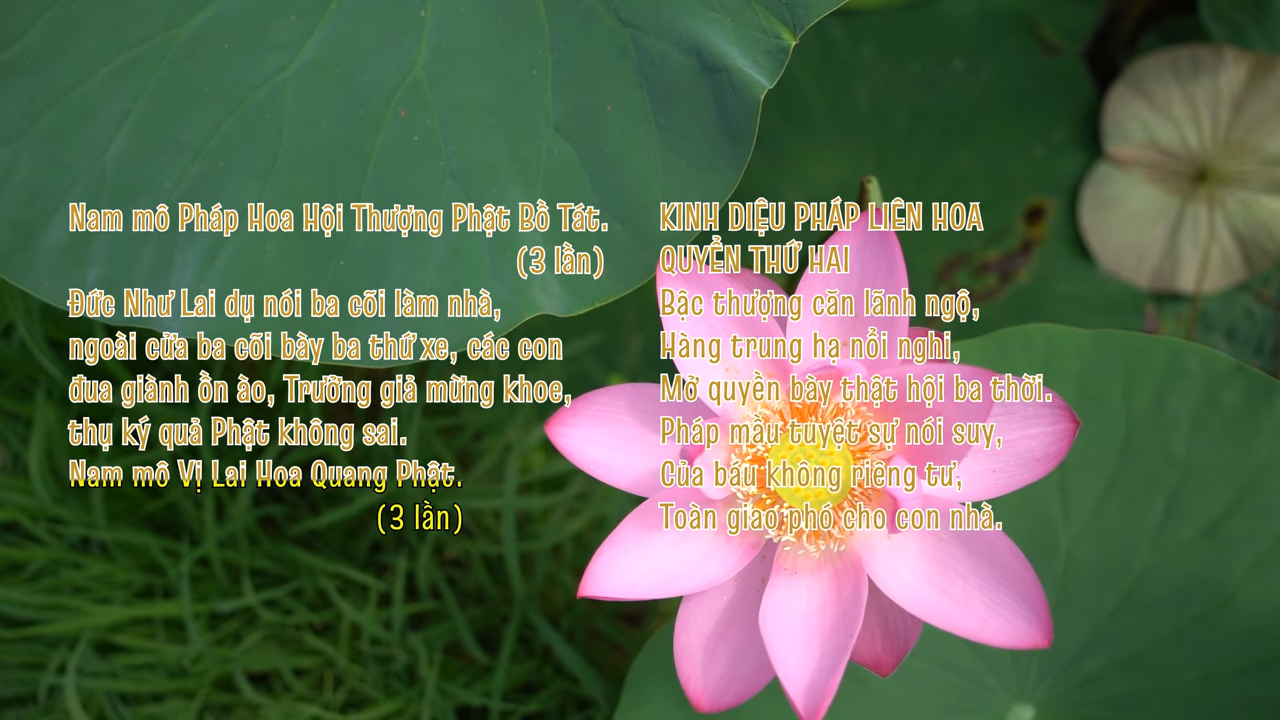 Nam mô Pháp Hoa Hội Thượng Phật Bồ Tát.
(3 lần)
Đức Như Lai dụ nói ba cõi làm nhà,
ngoài cửa ba cõi bày ba thứ xe, các con
đua giành ồn ào, Trưởng giả mừng khoe,
thụ ký quả Phật không sai.
Nam mô Vị Lai Hoa Quang Phật.
(3 lần)
KINH DIỆU PHÁP LIÊN HOA
QUYỂN THỨ HAI
Bậc thượng căn lãnh ngộ,
Hàng trung hạ nổi nghi,
Mở quyền bày thật hội ba thời.
Pháp mầu tuyệt sự nói suy,
Của báu không riêng tư,
Toàn giao phó cho con nhà.